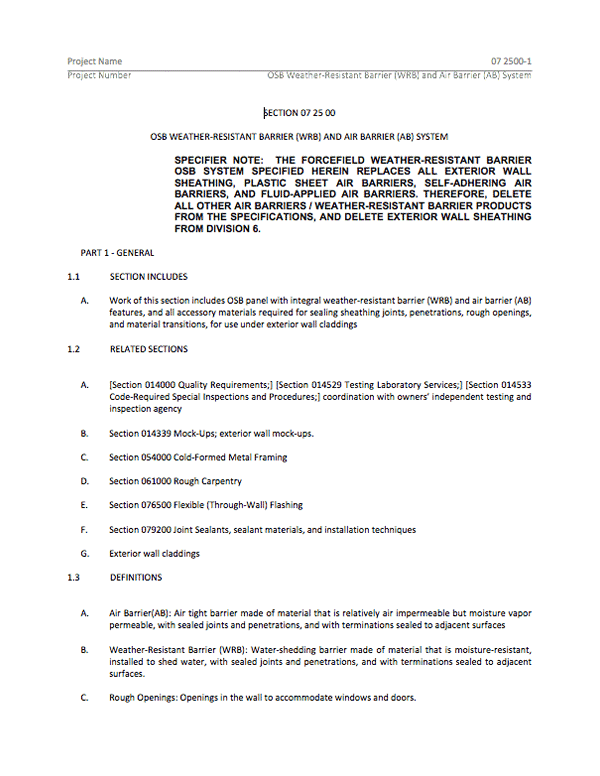 Project Name 07 2500-1
Project Number OSB Weather-Resistant Barrier (WRB) and Air Barrier (AB) System
SECTION 07 25 00
OSB WEATHER-RESISTANT BARRIER (WRB) AND AIR BARRIER (AB) SYSTEM
SPECIFIER NOTE: THE FORCEFIELD WEATHER-RESISTANT BARRIER
OSB SYSTEM SPECIFIED HEREIN REPLACES ALL EXTERIOR WALL
SHEATHING, PLASTIC SHEET AIR BARRIERS, SELF-ADHERING AIR
BARRIERS, AND FLUID-APPLIED AIR BARRIERS. THEREFORE, DELETE
ALL OTHER AIR BARRIERS / WEATHER-RESISTANT BARRIER PRODUCTS
FROM THE SPECIFICATIONS, AND DELETE EXTERIOR WALL SHEATHING
FROM DIVISION 6.
PART 1 - GENERAL
1.1 SECTION INCLUDES
A. Work of this section includes OSB panel with integral weather-resistant barrier (WRB) and air barrier (AB)
features, and all accessory materials required for sealing sheathing joints, penetrations, rough openings,
and material transitions, for use under exterior wall claddings
1.2 RELATED SECTIONS
A. [Section 014000 Quality Requirements;] [Section 014529 Testing Laboratory Services;] [Section 014533
Code-Required Special Inspections and Procedures;] coordination with owners' independent testing and
inspection agency
B. Section 014339 Mock-Ups; exterior wall mock-ups.
C. Section 054000 Cold-Formed Metal Framing
D. Section 061000 Rough Carpentry
E. Section 076500 Flexible (Through-Wall) Flashing
F. Section 079200 Joint Sealants, sealant materials, and installation techniques
G. Exterior wall claddings
1.3 DEFINITIONS
A. Air Barrier(AB): Air tight barrier made of material that is relatively air impermeable but moisture vapor
permeable, with sealed joints and penetrations, and with terminations sealed to adjacent surfaces
B. Weather-Resistant Barrier (WRB): Water-shedding barrier made of material that is moisture-resistant,
installed to shed water, with sealed joints and penetrations, and with terminations sealed to adjacent
surfaces.
C. Rough Openings: Openings in the wall to accommodate windows and doors.